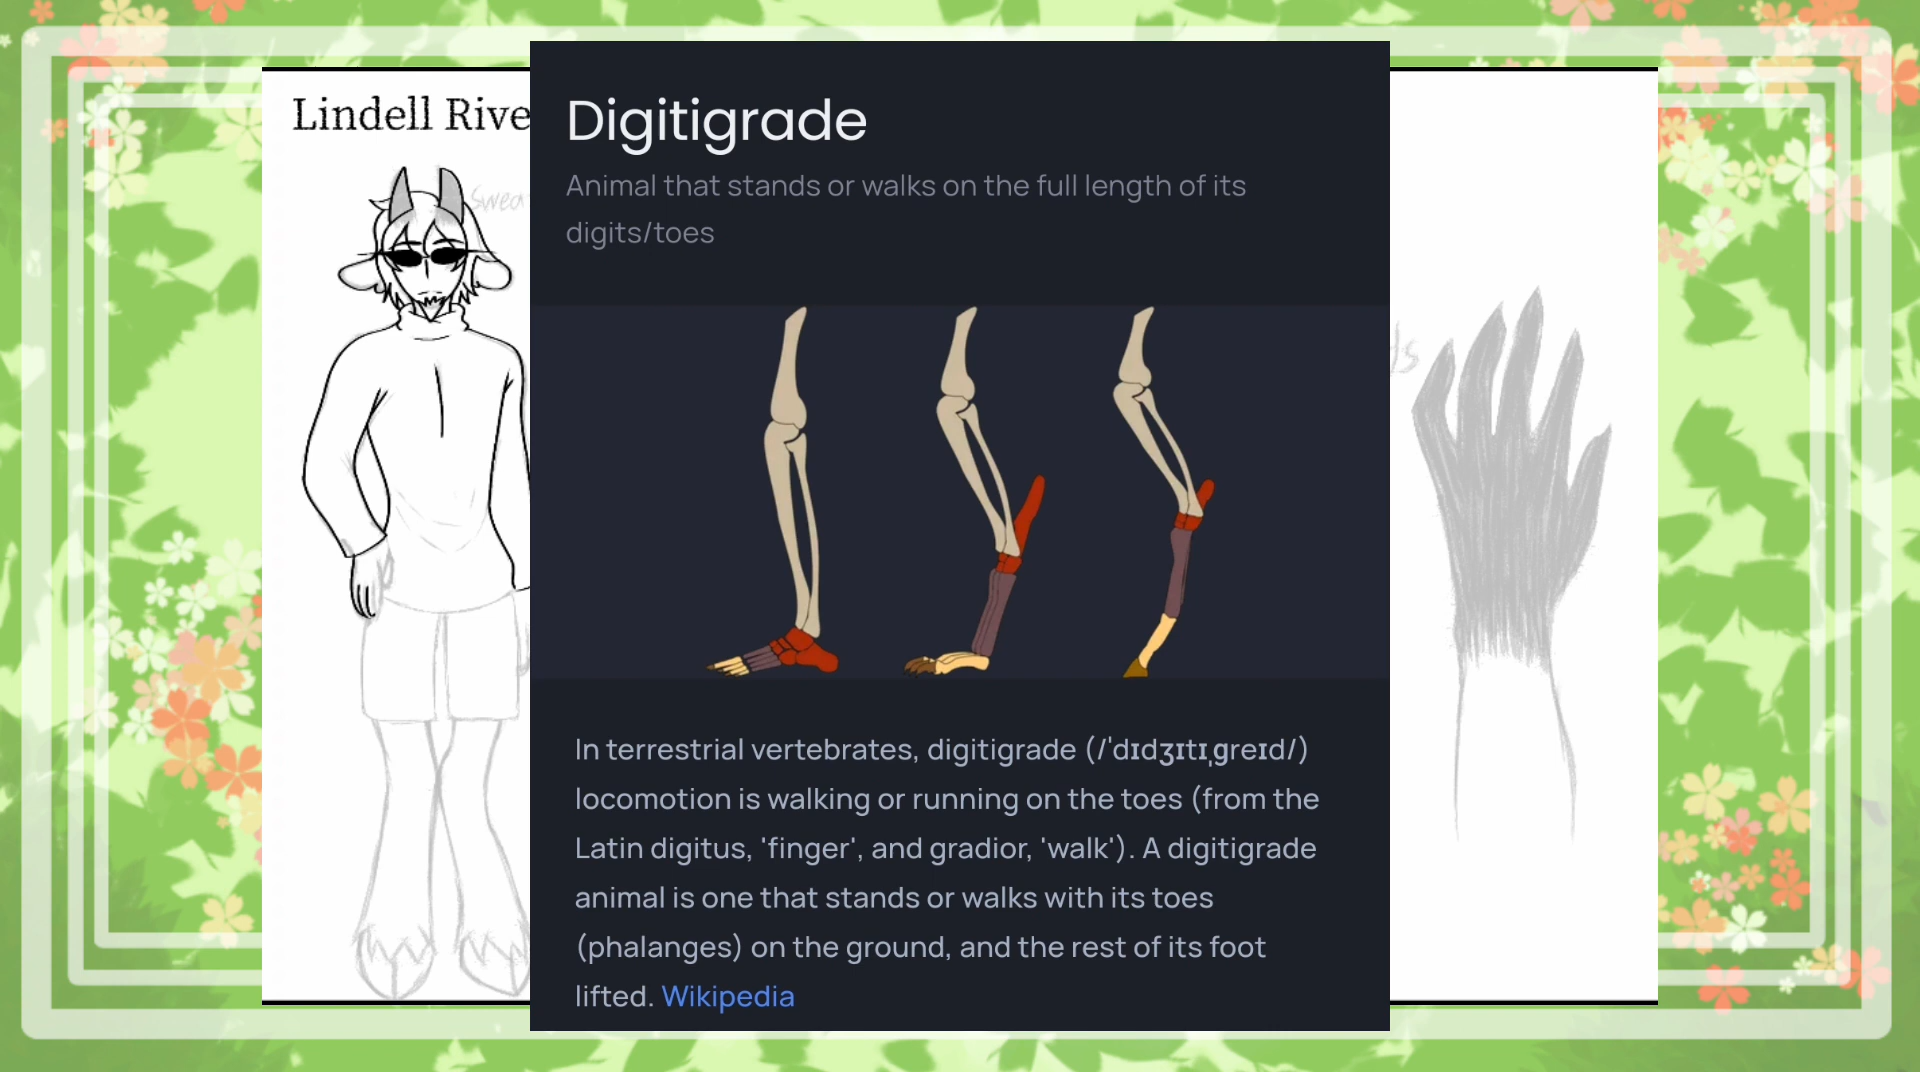 Lindell Rive
Swea
Digitigrade
Animal that stands or walks on the full length of its
digits/toes
ds
In terrestrial vertebrates, digitigrade (/ˈdɪdʒɪtɪˌɡreɪd/)
locomotion is walking or running on the toes (from the
Latin digitus, 'finger', and gradior, 'walk'). A digitigrade
animal is one that stands or walks with its toes
(phalanges) on the ground, and the rest of its foot
lifted. Wikipedia